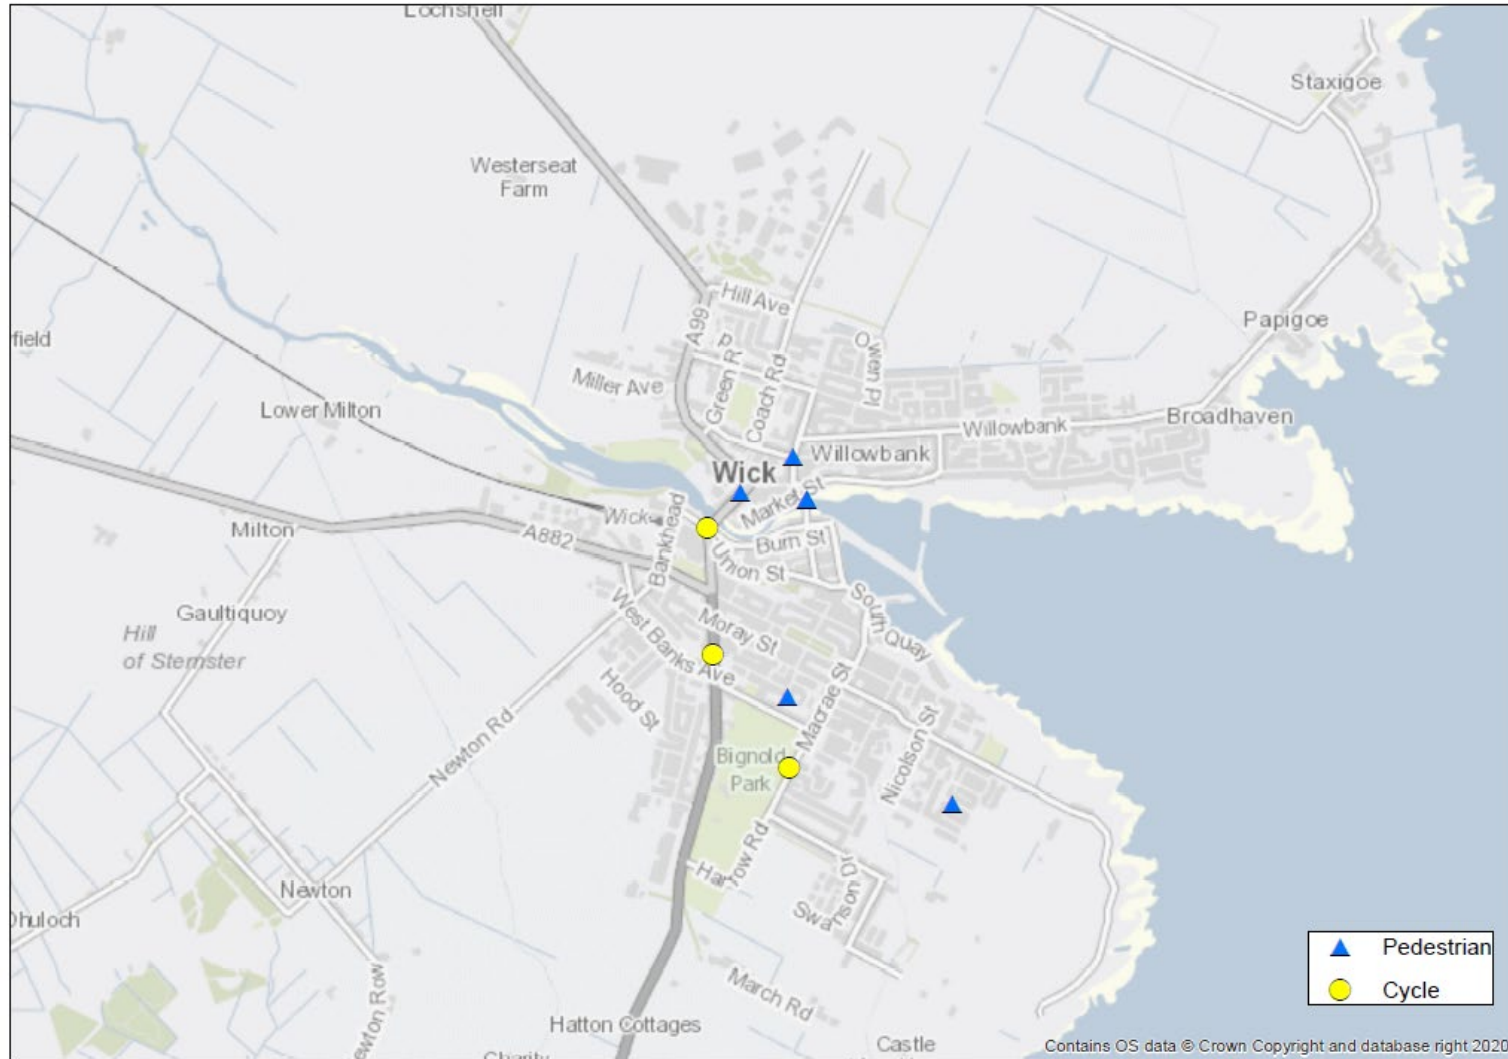 Lochshell
Staxigoe
Westerseat
Farm
Hill Ave
A99
Papigoe
field
P
Owen Pl
Green R
Coach Rd
Miller Ave
Lower Milton
Broadhaven
Willowbank
Willowbank
Wick
Market St
Wick
Bankhead
Milton
A882
Burn St
Union St
Gaultiquoy
South Quay
West Banks Ave
Moray St
Hill
of Stemster
Macrae St
Hood St
Nicolson St
Newton Rd
Bignold
Park
Harrow Rd
Newton
Swanson Dr
Dhuloch
Pedestrian
Cycle
March Rd
ewton Row
Hatton Cottages
Castle
Charity
Contains OS data © Crown Copyright and database right 2020